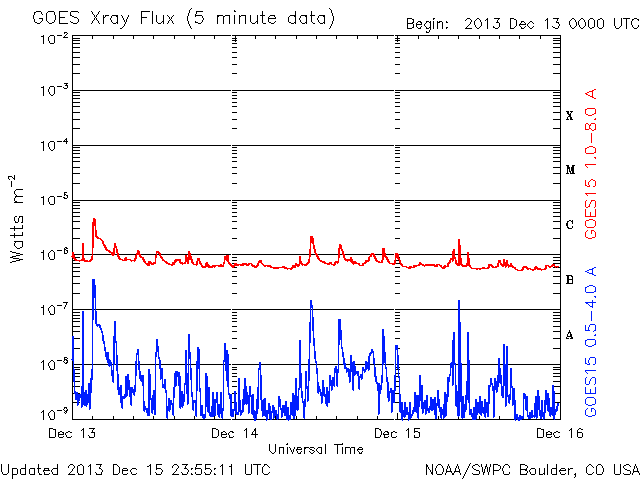 GOES Xray Flux (5 minute data)
Begin: 2013 Dec 13 0000 UTC
10⁻²
10⁻³
10⁻⁴
10⁻⁵
10⁻⁶
10⁻⁷
10⁻⁸
10⁻⁹
Watts m⁻²
X
M
C
B
A
GOES15 1.0-8.0 A
GOES15 0.5-4.0 A
Dec 13
Dec 14
Dec 15
Dec 16
Universal Time
Updated 2013 Dec 15 23:55:11 UTC
NOAA/SWPC Boulder, CO USA